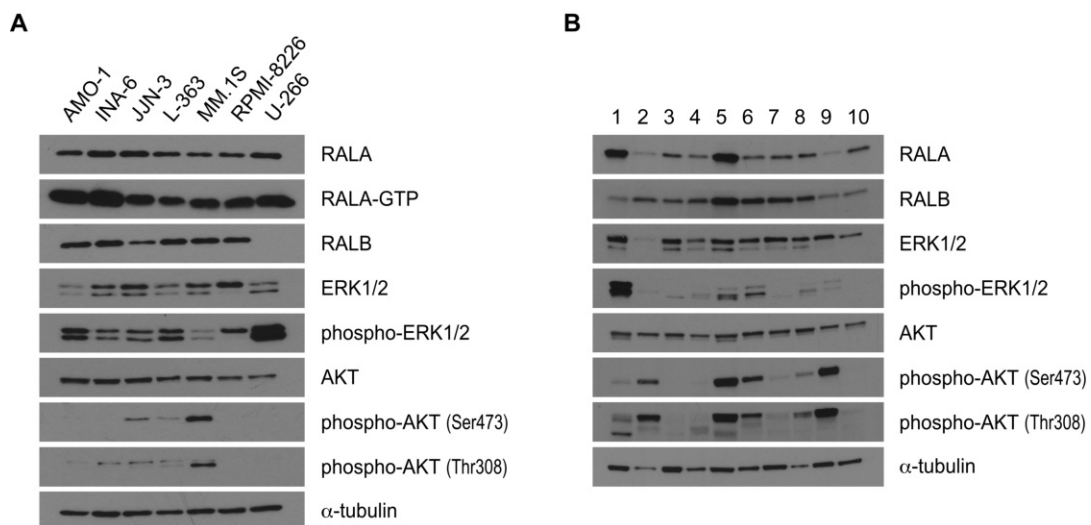 A
AMO-1
INA-6
JJN-3
L-363
MM.1S
RPMI-8226
U-266
RALA
RALA-GTP
RALB
ERK1/2
phospho-ERK1/2
AKT
phospho-AKT (Ser473)
phospho-AKT (Thr308)
α-tubulin
B
1 2 3 4 5 6 7 8 9 10
RALA
RALB
ERK1/2
phospho-ERK1/2
AKT
phospho-AKT (Ser473)
phospho-AKT (Thr308)
α-tubulin